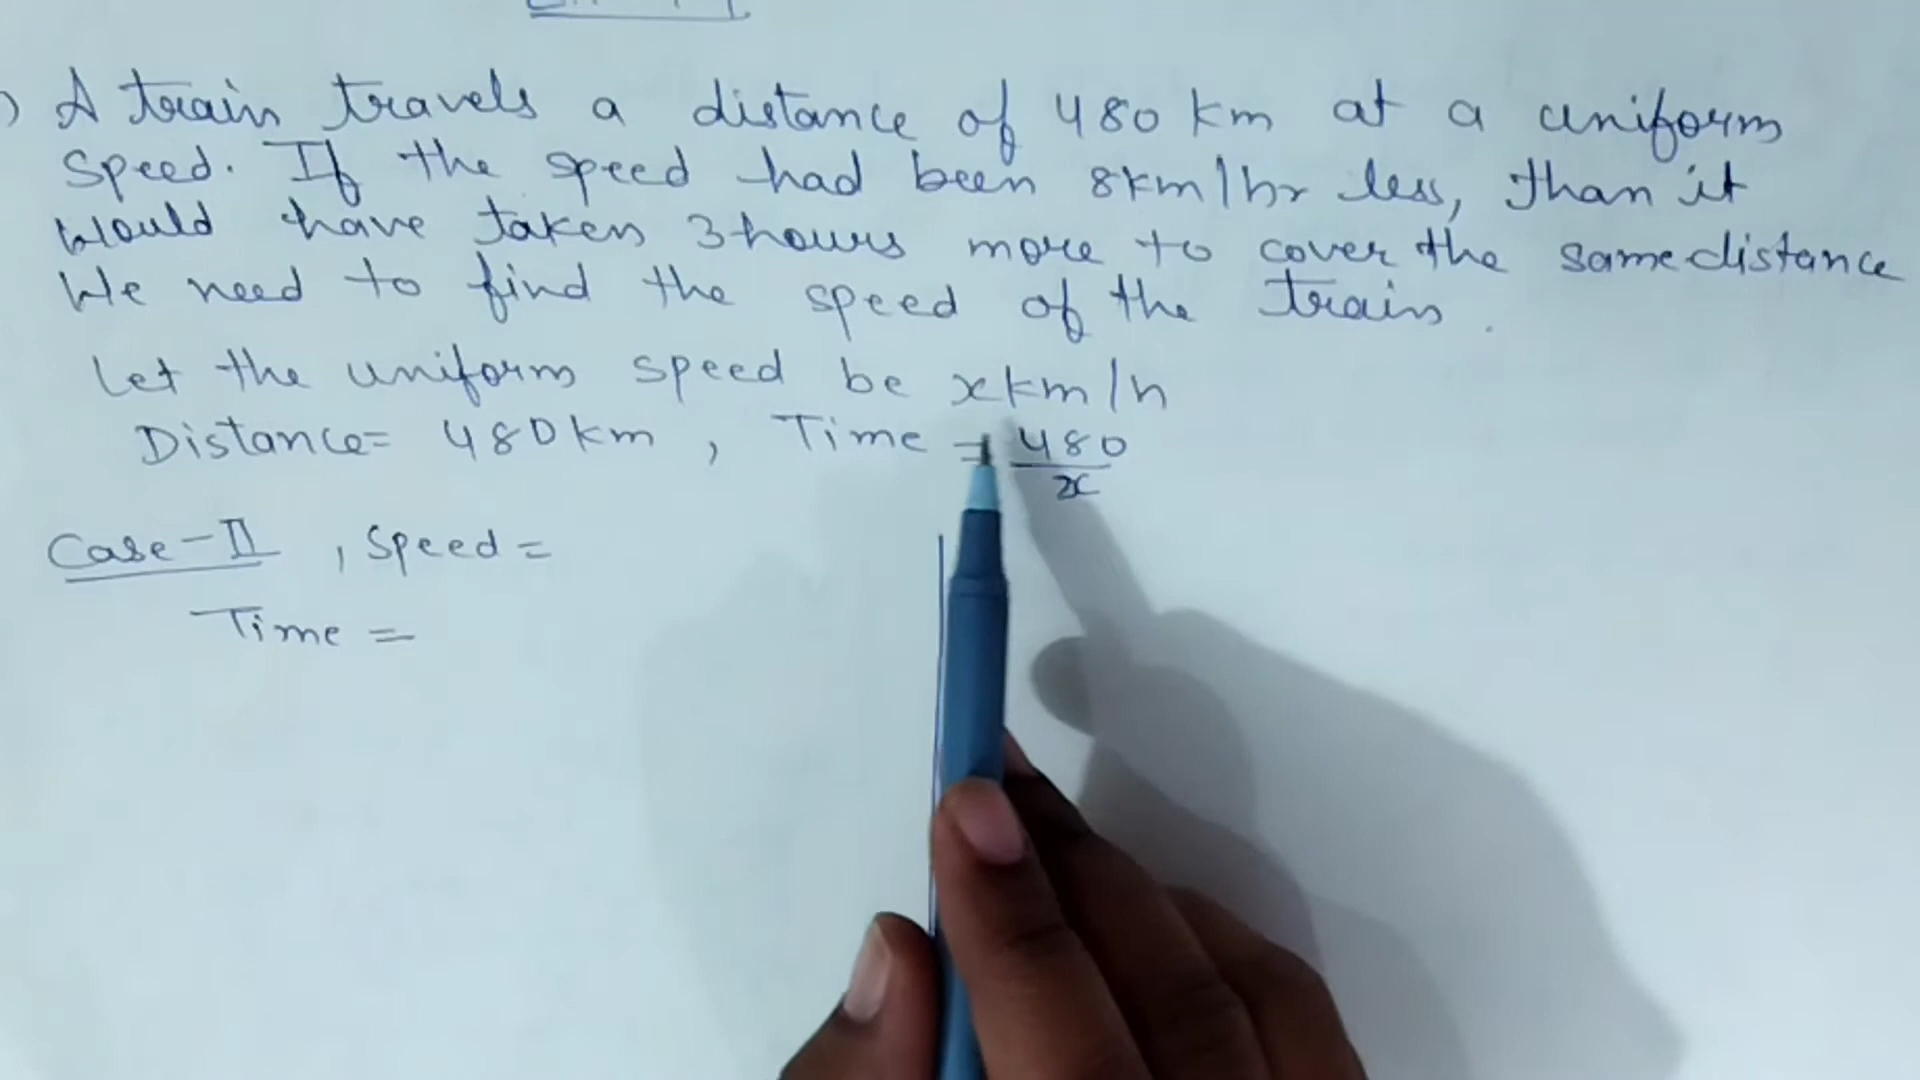 ) A train travels a distance of 480 km at a uniform
speed. If the speed had been 8km/hr less, than it
would have taken 3 hours more to cover the same distance
We need to find the speed of the train.
Let the uniform speed be x km/h
Distance = 480 km, Time = 480/x
Case-II, Speed =
Time =